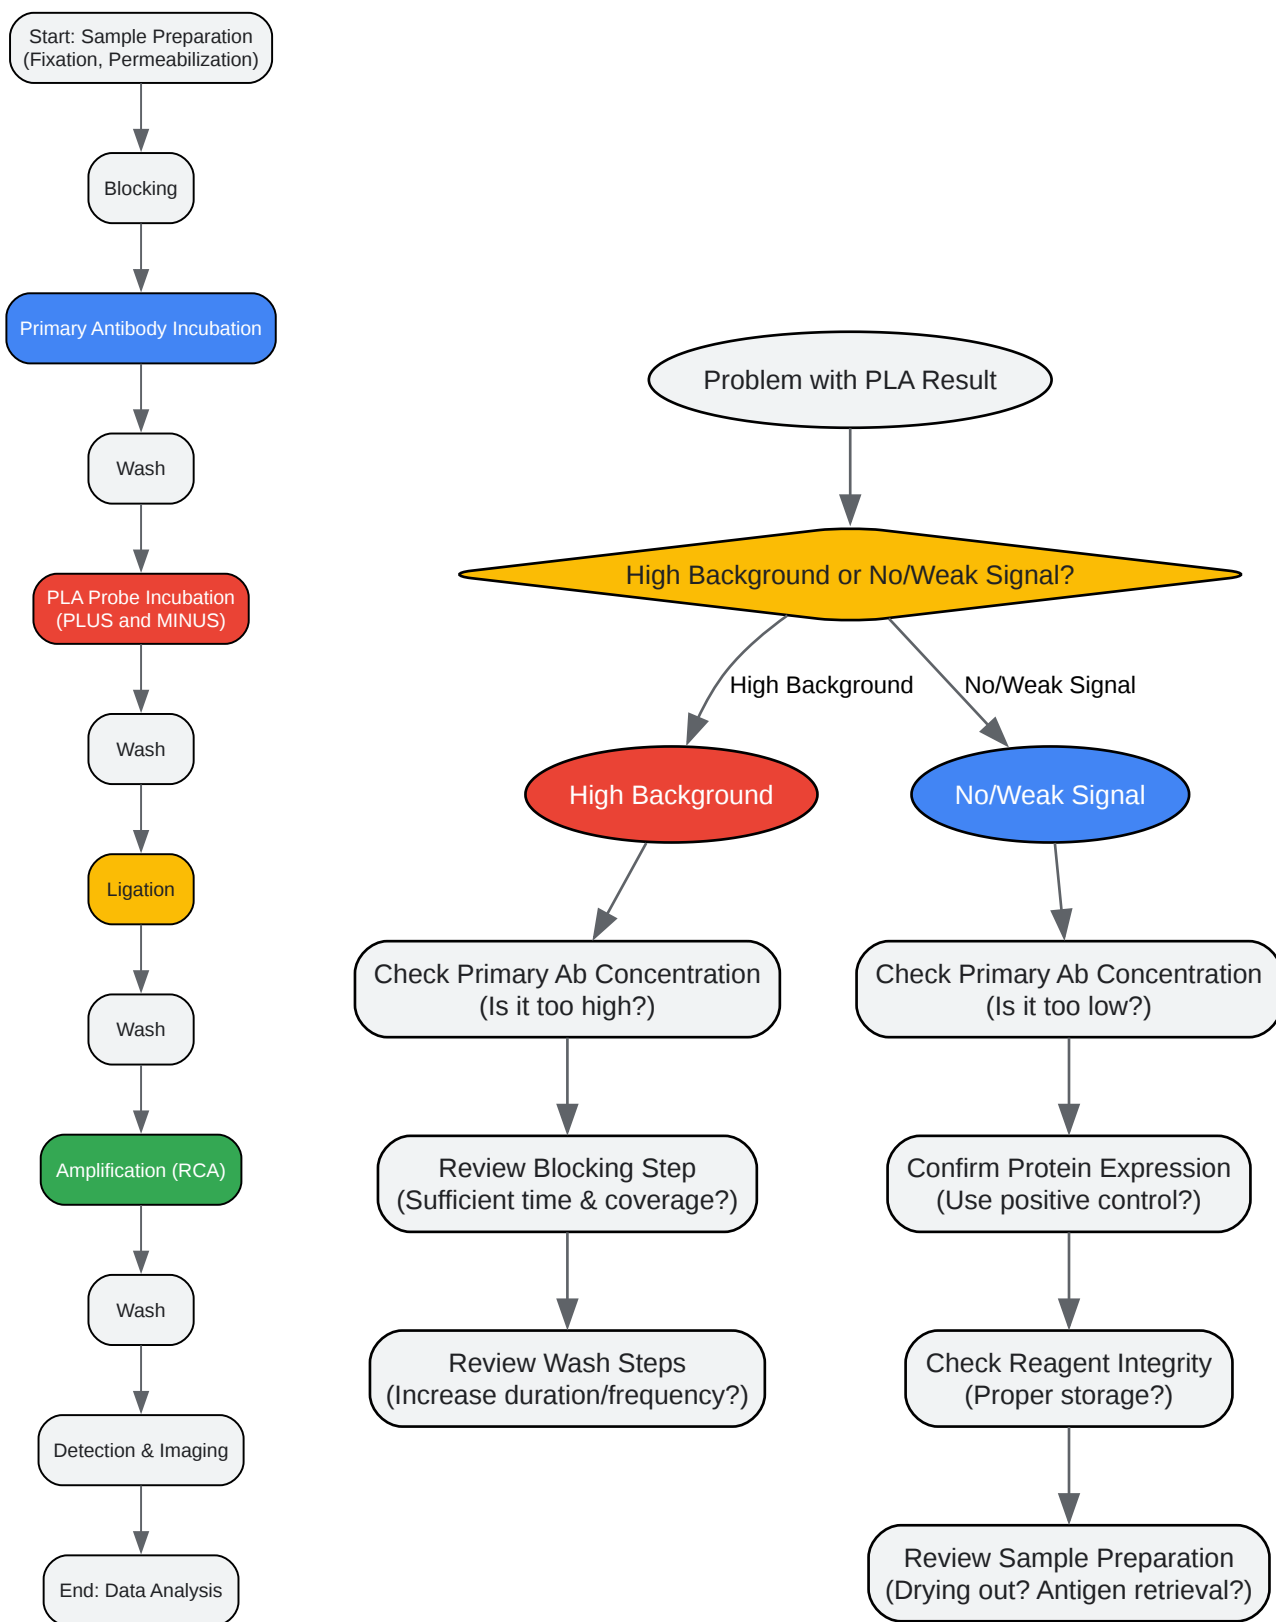 Start: Sample Preparation
(Fixation, Permeabilization)
Blocking
Primary Antibody Incubation
Wash
PLA Probe Incubation
(PLUS and MINUS)
Wash
Ligation
Wash
Amplification (RCA)
Wash
Detection & Imaging
End: Data Analysis
Problem with PLA Result
High Background or No/Weak Signal?
High Background
No/Weak Signal
High Background
No/Weak Signal
Check Primary Ab Concentration
(Is it too high?)
Review Blocking Step
(Sufficient time & coverage?)
Review Wash Steps
(Increase duration/frequency?)
Check Primary Ab Concentration
(Is it too low?)
Confirm Protein Expression
(Use positive control?)
Check Reagent Integrity
(Proper storage?)
Review Sample Preparation
(Drying out? Antigen retrieval?)